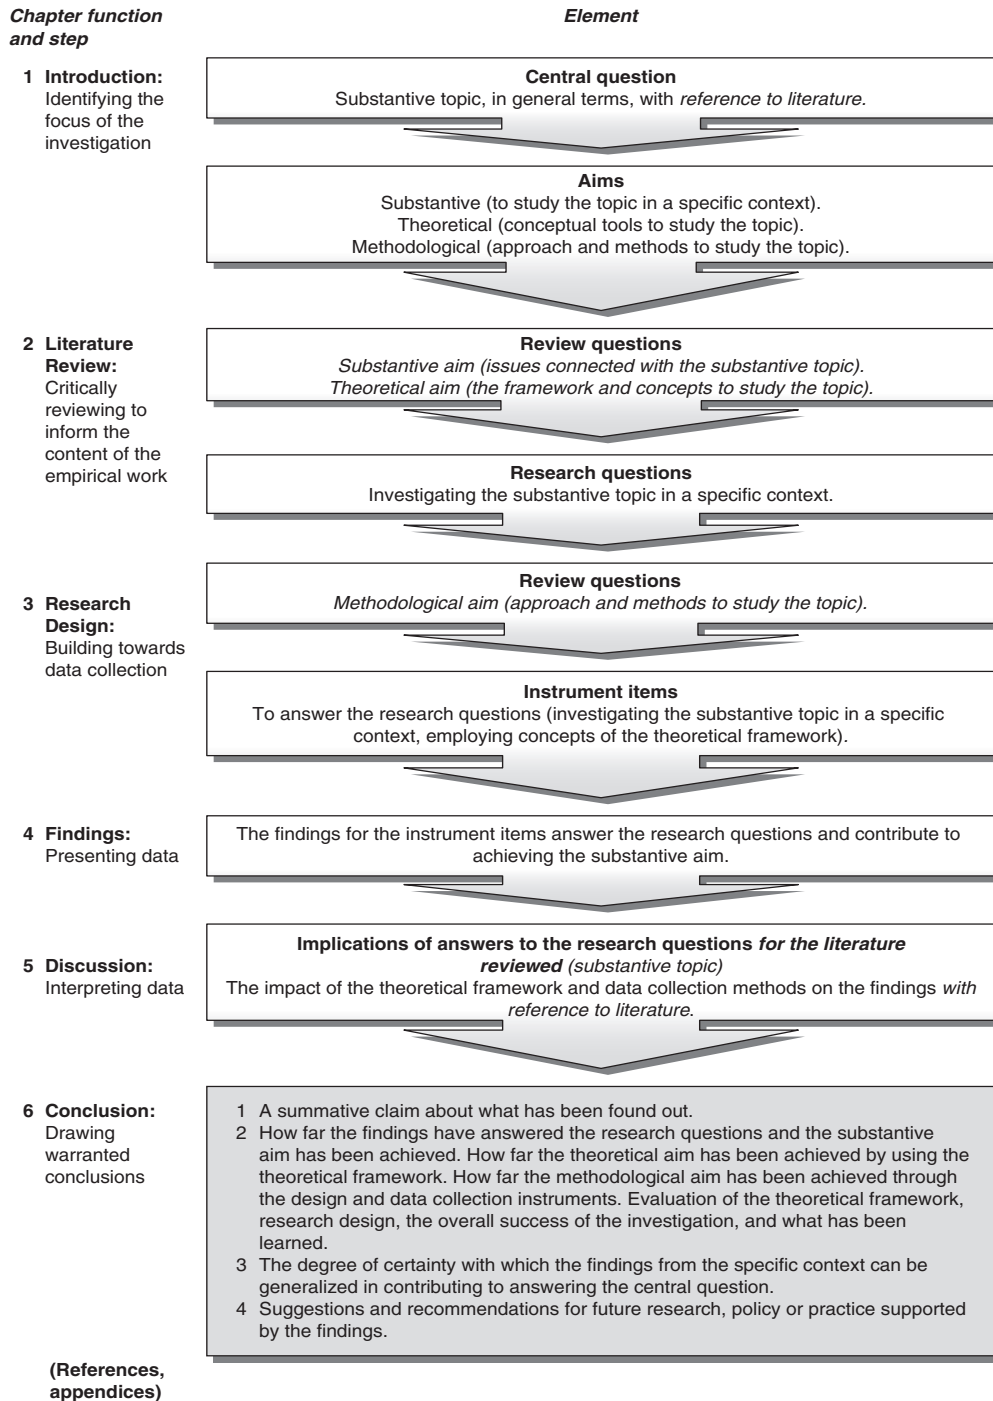 Chapter function
and step
Element
1 Introduction:
Identifying the
focus of the
investigation
Central question
Substantive topic, in general terms, with reference to literature.
Aims
Substantive (to study the topic in a specific context).
Theoretical (conceptual tools to study the topic).
Methodological (approach and methods to study the topic).
2 Literature
Review:
Critically
reviewing to
inform the
content of the
empirical work
Review questions
Substantive aim (issues connected with the substantive topic).
Theoretical aim (the framework and concepts to study the topic).
Research questions
Investigating the substantive topic in a specific context.
3 Research
Design:
Building towards
data collection
Review questions
Methodological aim (approach and methods to study the topic).
Instrument items
To answer the research questions (investigating the substantive topic in a specific
context, employing concepts of the theoretical framework).
4 Findings:
Presenting data
The findings for the instrument items answer the research questions and contribute to
achieving the substantive aim.
5 Discussion:
Interpreting data
Implications of answers to the research questions for the literature
reviewed (substantive topic)
The impact of the theoretical framework and data collection methods on the findings with
reference to literature.
6 Conclusion:
Drawing
warranted
conclusions
1 A summative claim about what has been found out.
2 How far the findings have answered the research questions and the substantive
aim has been achieved. How far the theoretical aim has been achieved by using the
theoretical framework. How far the methodological aim has been achieved through
the design and data collection instruments. Evaluation of the theoretical framework,
research design, the overall success of the investigation, and what has been
learned.
3 The degree of certainty with which the findings from the specific context can be
generalized in contributing to answering the central question.
4 Suggestions and recommendations for future research, policy or practice supported
by the findings.
(References,
appendices)